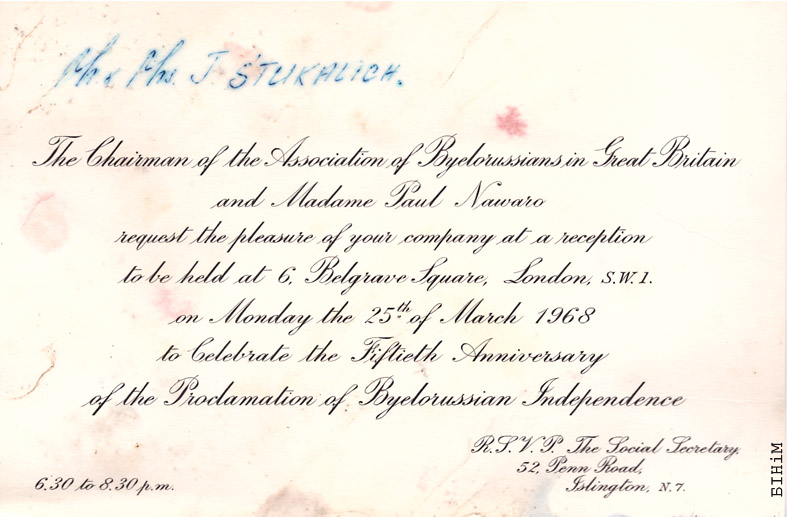 Mr & Mrs. J STUKALICH.
The Chairman of the Association of Byelorussians in Great Britain
and Madame Paul Nawaro
request the pleasure of your company at a reception
to be held at 6, Belgrave Square, London, S.W.1.
on Monday the 25th of March 1968
to Celebrate the Fiftieth Anniversary
of the Proclamation of Byelorussian Independence
R.S.V.P. The Social Secretary,
52, Penn Road,
Islington, N.7.
6.30 to 8.30 p.m.
БІНіМ